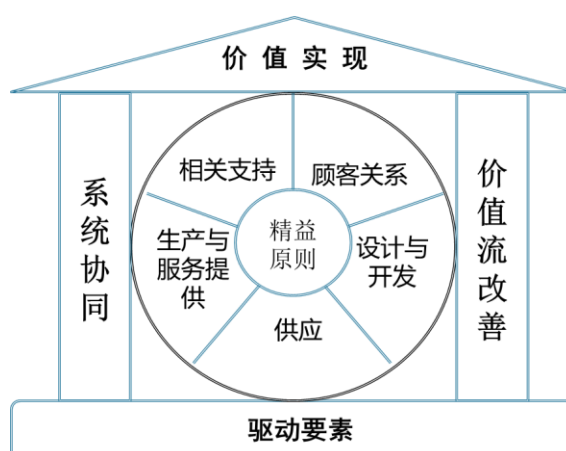 价值实现
系统协同
相关支持
顾客关系
价值流改善
精益
原则
生产与
服务提
供
设计与
开发
供应
驱动要素